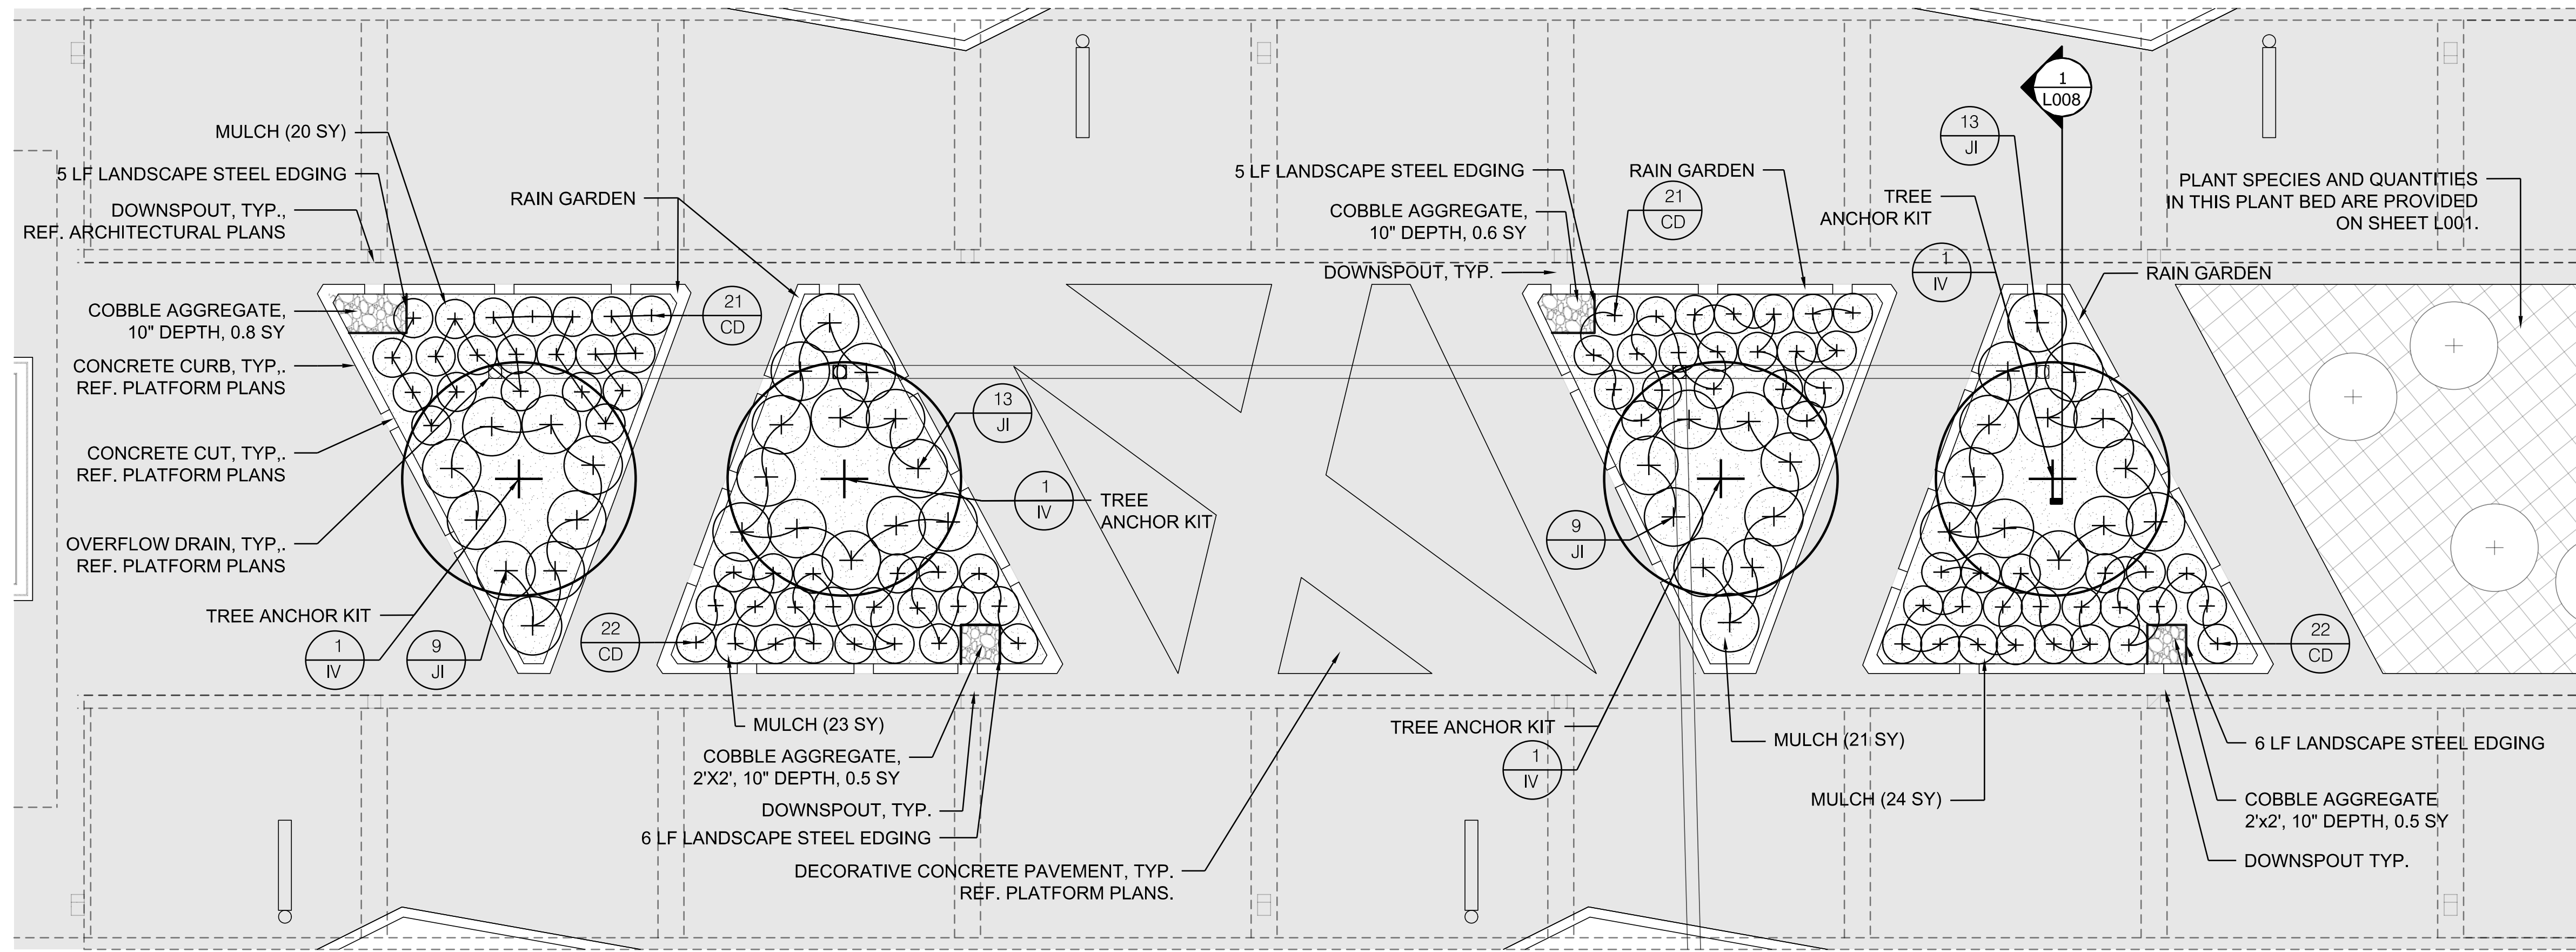 MULCH (20 SY)
5 LF LANDSCAPE STEEL EDGING
DOWNSPOUT, TYP.,
REF. ARCHITECTURAL PLANS
COBBLE AGGREGATE,
10" DEPTH, 0.8 SY
CONCRETE CURB, TYP,.
REF. PLATFORM PLANS
CONCRETE CUT, TYP,.
REF. PLATFORM PLANS
OVERFLOW DRAIN, TYP,.
REF. PLATFORM PLANS
TREE ANCHOR KIT
1
IV
9
JI
RAIN GARDEN
21
CD
13
JI
1
IV
TREE
ANCHOR KIT
22
CD
MULCH (23 SY)
COBBLE AGGREGATE,
2'X2', 10" DEPTH, 0.5 SY
DOWNSPOUT, TYP.
6 LF LANDSCAPE STEEL EDGING
DECORATIVE CONCRETE PAVEMENT, TYP.
REF. PLATFORM PLANS.
5 LF LANDSCAPE STEEL EDGING
COBBLE AGGREGATE,
10" DEPTH, 0.6 SY
DOWNSPOUT, TYP.
RAIN GARDEN
21
CD
9
JI
TREE ANCHOR KIT
1
IV
MULCH (21 SY)
1
L008
13
JI
TREE
ANCHOR KIT
1
IV
RAIN GARDEN
PLANT SPECIES AND QUANTITIES
IN THIS PLANT BED ARE PROVIDED
ON SHEET L001.
22
CD
MULCH (24 SY)
6 LF LANDSCAPE STEEL EDGING
COBBLE AGGREGATE
2'x2', 10" DEPTH, 0.5 SY
DOWNSPOUT TYP.